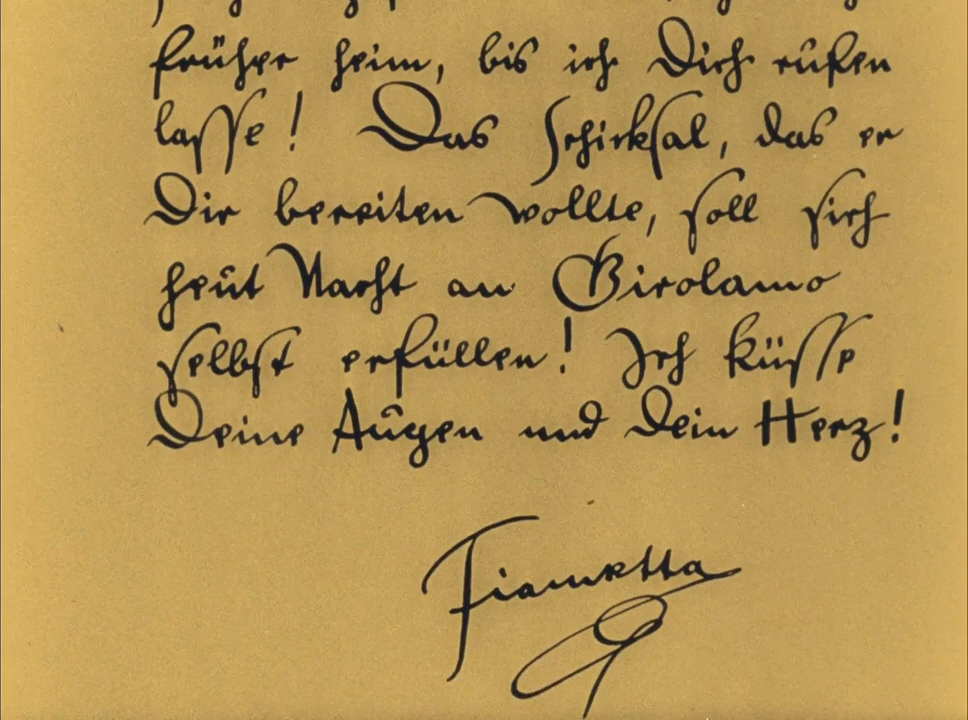 früher heim, bis ich Dich rufen
lasse! Das Schicksal, das er
Dir bereiten wollte, soll sich
heut Nacht an Girolamo
selbst erfüllen! Ich küsse
Deine Augen und Dein Herz!
Fiametta